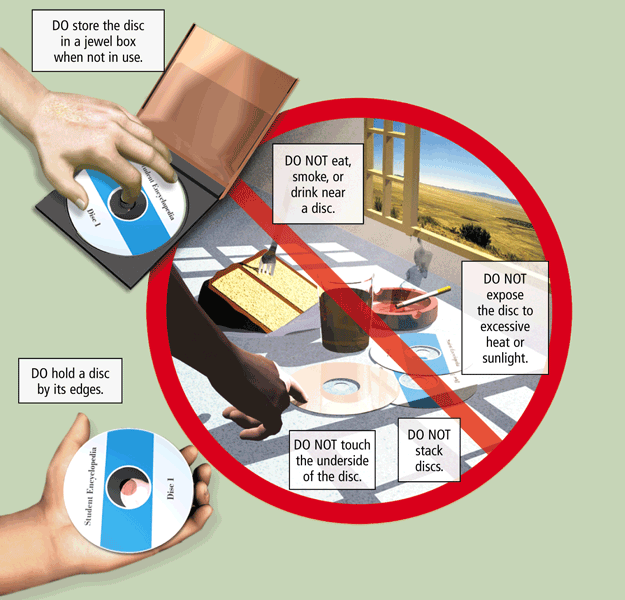 DO store the disc
in a jewel box
when not in use.
Student Encyclopedia
Disc 1
DO NOT eat,
smoke, or
drink near
a disc.
DO NOT
expose
the disc to
excessive
heat or
sunlight.
DO hold a disc
by its edges.
DO NOT touch
the underside
of the disc.
DO NOT
stack
discs.
Student Encyclopedia
Disc 1